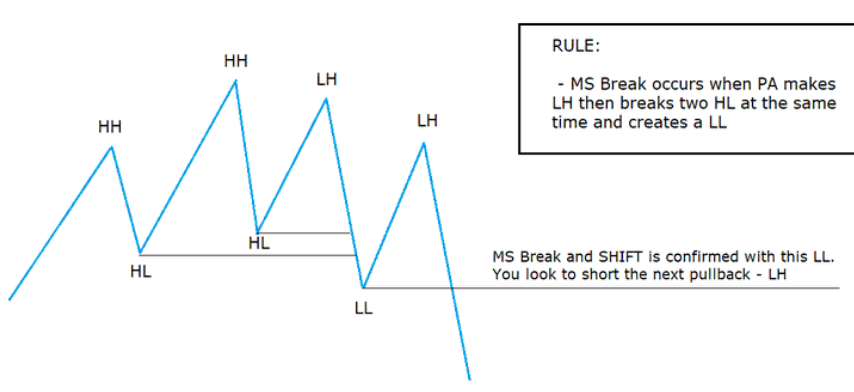 RULE:
- MS Break occurs when PA makes
LH then breaks two HL at the same
time and creates a LL
HH
HH
LH
LH
HL
HL
LL
MS Break and SHIFT is confirmed with this LL.
You look to short the next pullback - LH